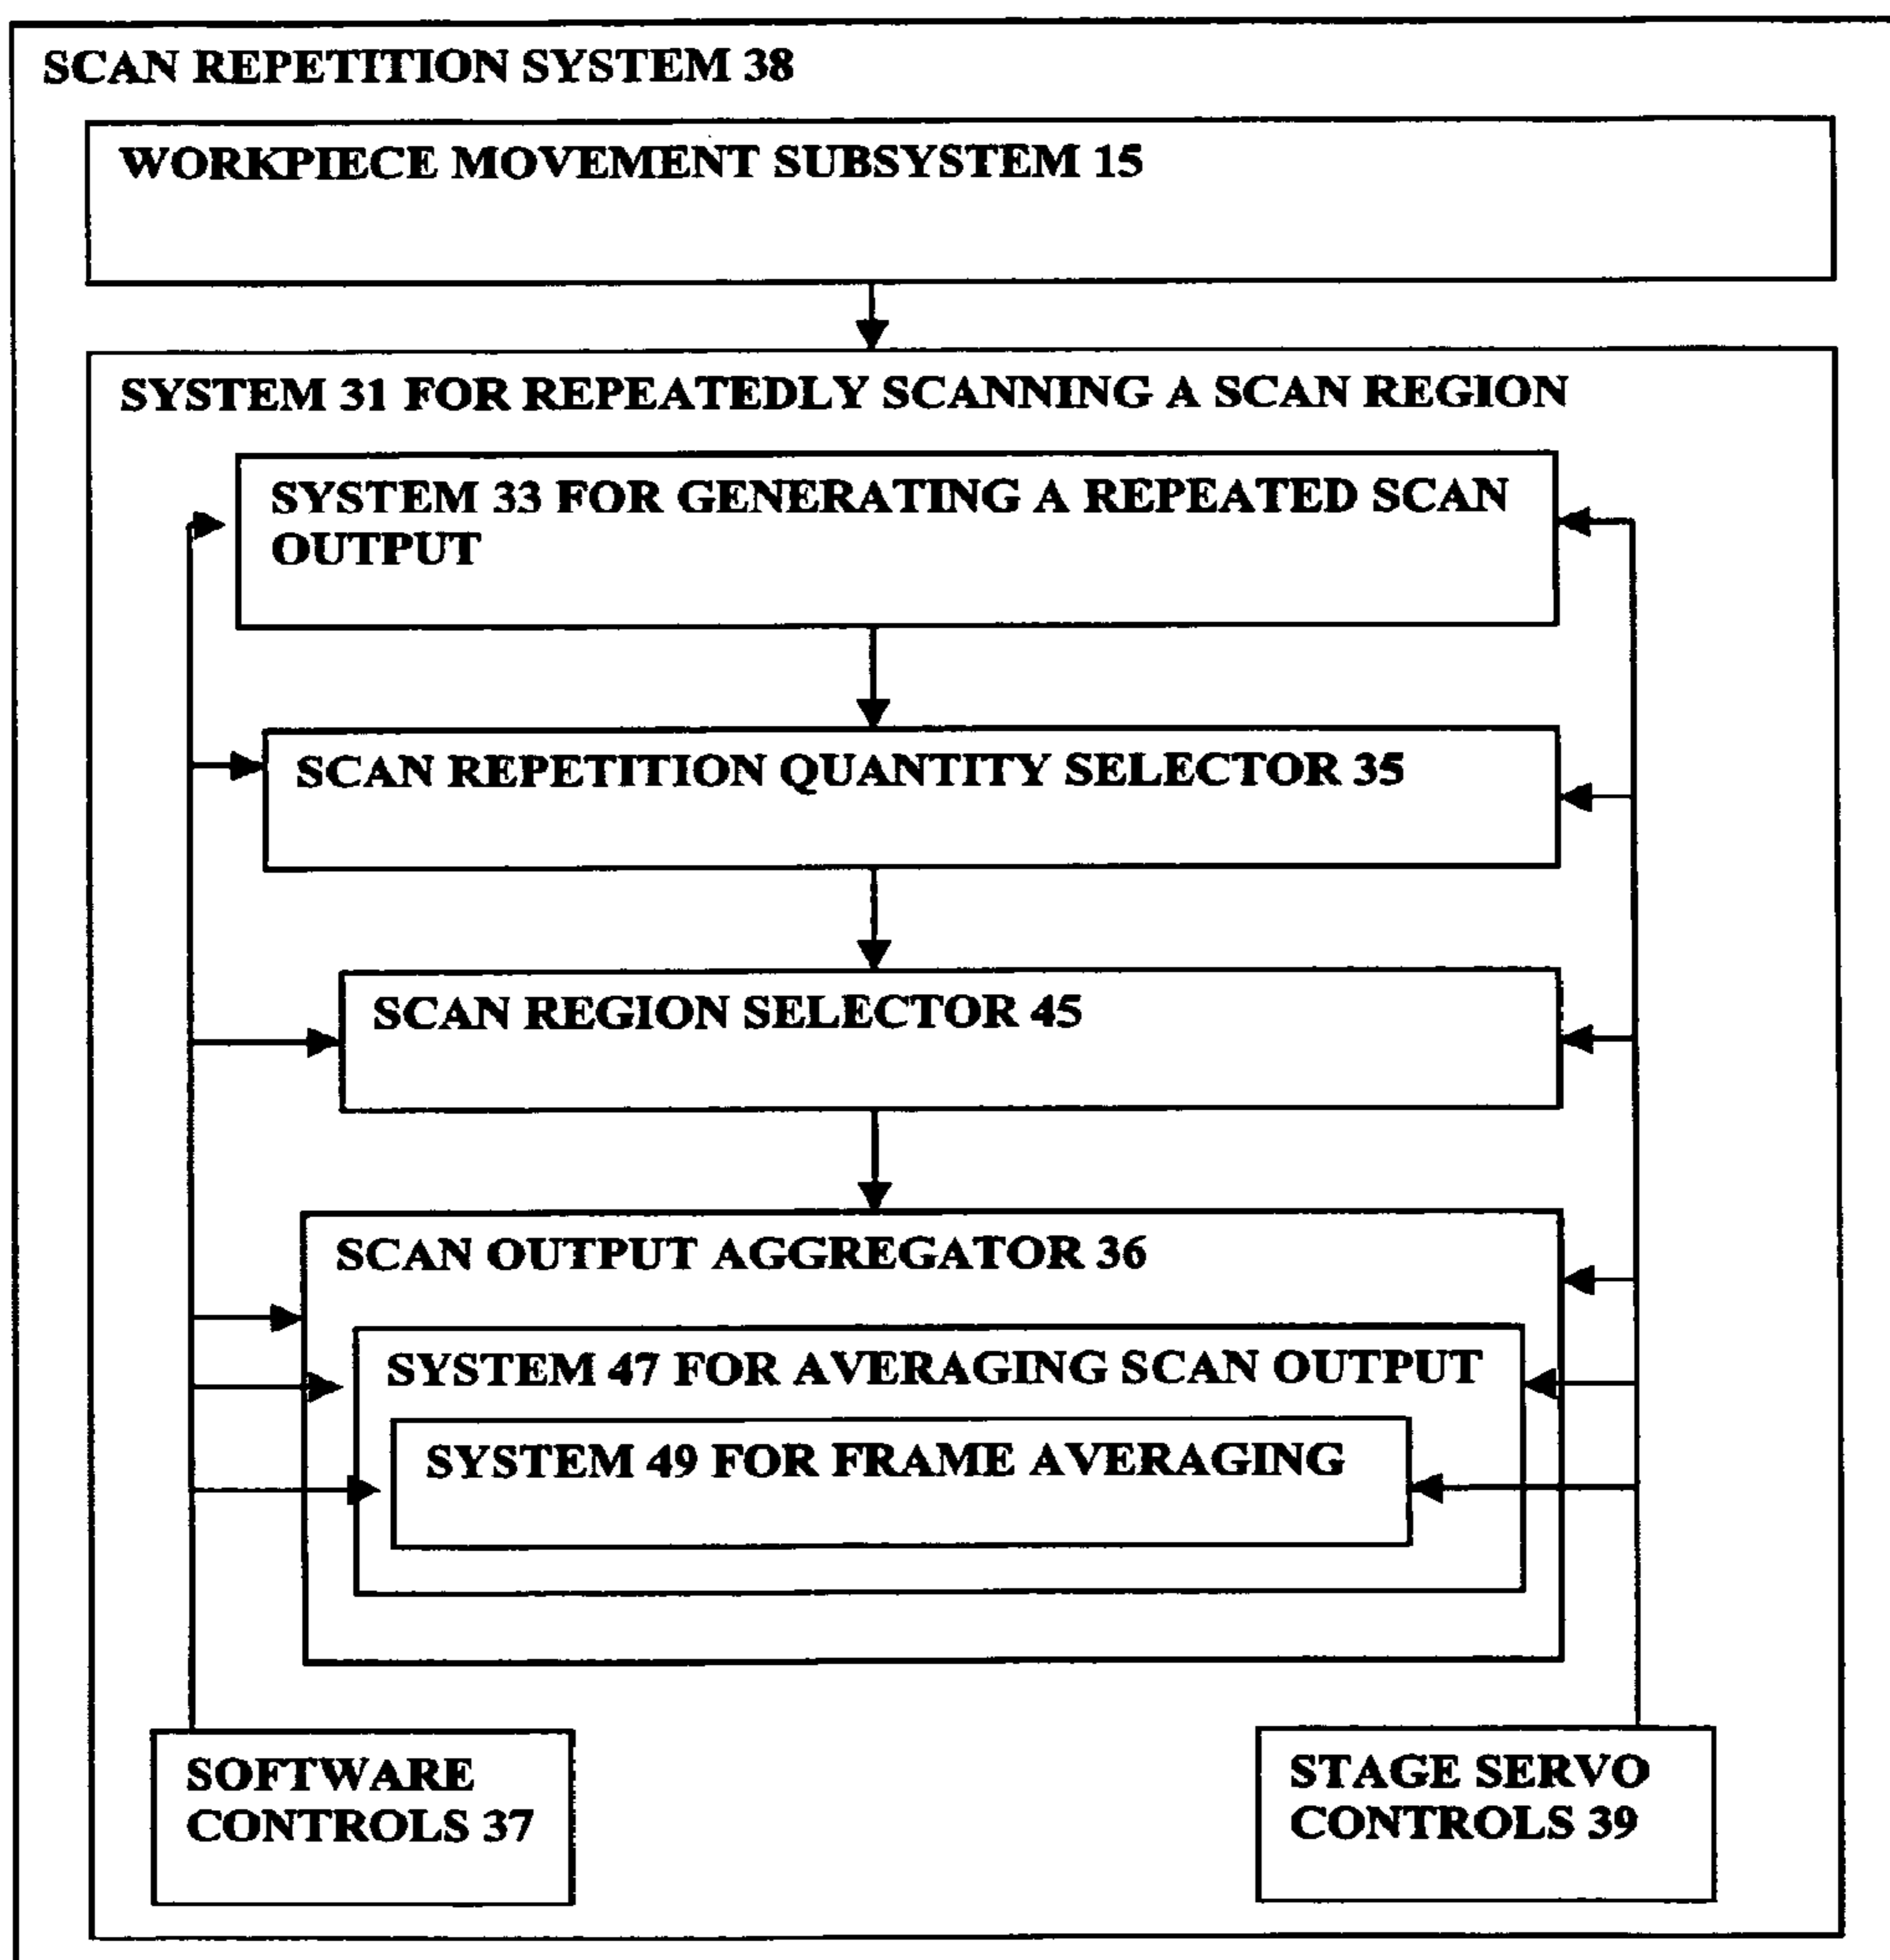 SCAN REPETITION SYSTEM 38
WORKPIECE MOVEMENT SUBSYSTEM 15
SYSTEM 31 FOR REPEATEDLY SCANNING A SCAN REGION
SYSTEM 33 FOR GENERATING A REPEATED SCAN
OUTPUT
SCAN REPETITION QUANTITY SELECTOR 35
SCAN REGION SELECTOR 45
SCAN OUTPUT AGGREGATOR 36
SYSTEM 47 FOR AVERAGING SCAN OUTPUT
SYSTEM 49 FOR FRAME AVERAGING
SOFTWARE
CONTROLS 37
STAGE SERVO
CONTROLS 39